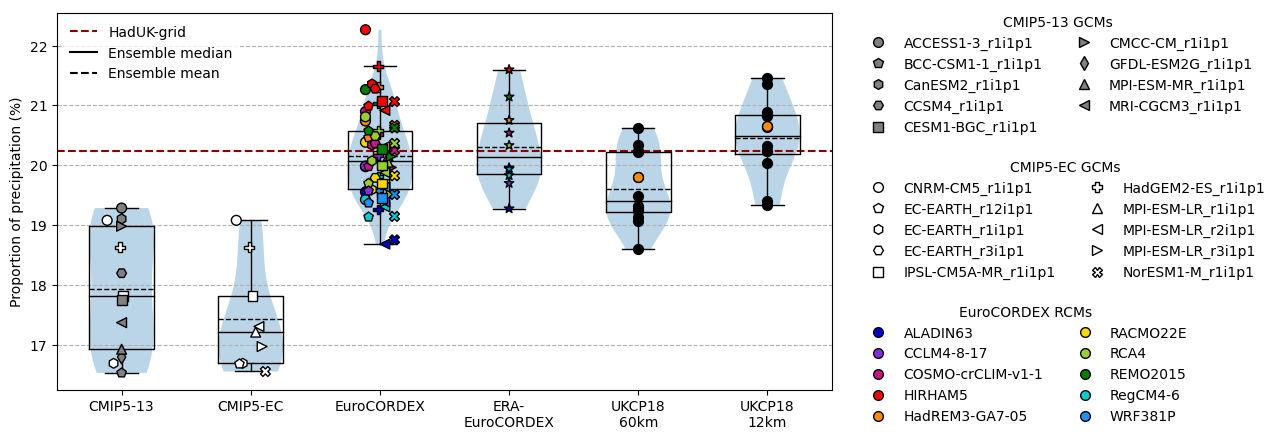 HadUK-grid
Ensemble median
Ensemble mean
Proportion of precipitation (%)
22
21
20
19
18
17
CMIP5-13
CMIP5-EC
EuroCORDEX
ERA-
EuroCORDEX
UKCP18
60km
UKCP18
12km
CMIP5-13 GCMs
ACCESS1-3_r1i1p1
BCC-CSM1-1_r1i1p1
CanESM2_r1i1p1
CCSM4_r1i1p1
CESM1-BGC_r1i1p1
CMCC-CM_r1i1p1
GFDL-ESM2G_r1i1p1
MPI-ESM-MR_r1i1p1
MRI-CGCM3_r1i1p1
CMIP5-EC GCMs
CNRM-CM5_r1i1p1
EC-EARTH_r12i1p1
EC-EARTH_r1i1p1
EC-EARTH_r3i1p1
IPSL-CM5A-MR_r1i1p1
HadGEM2-ES_r1i1p1
MPI-ESM-LR_r1i1p1
MPI-ESM-LR_r2i1p1
MPI-ESM-LR_r3i1p1
NorESM1-M_r1i1p1
EuroCORDEX RCMs
ALADIN63
CCLM4-8-17
COSMO-crCLIM-v1-1
HIRHAM5
HadREM3-GA7-05
RACMO22E
RCA4
REMO2015
RegCM4-6
WRF381P